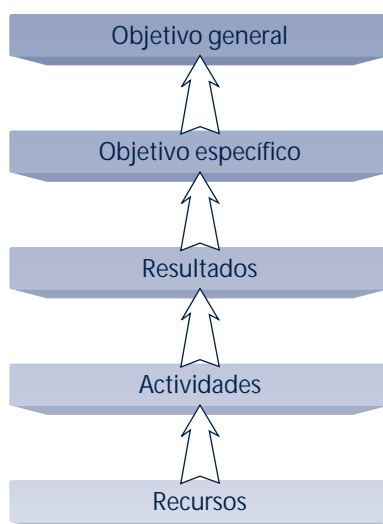 Objetivo general
Objetivo específico
Resultados
Actividades
Recursos